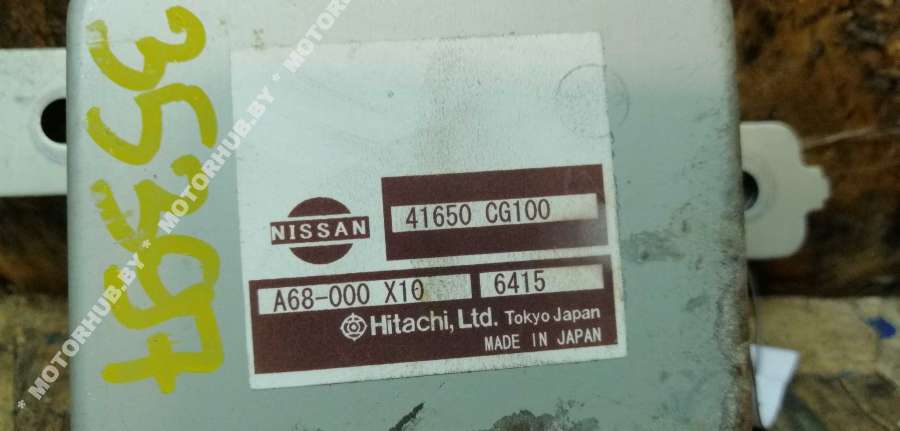 35397
NISSAN
41650 CG100
A68-000 X10
6415
Hitachi, Ltd. Tokyo Japan
MADE IN JAPAN
* MOTORHUB.BY * MOTORHUB.BY * MOTORHUB.BY